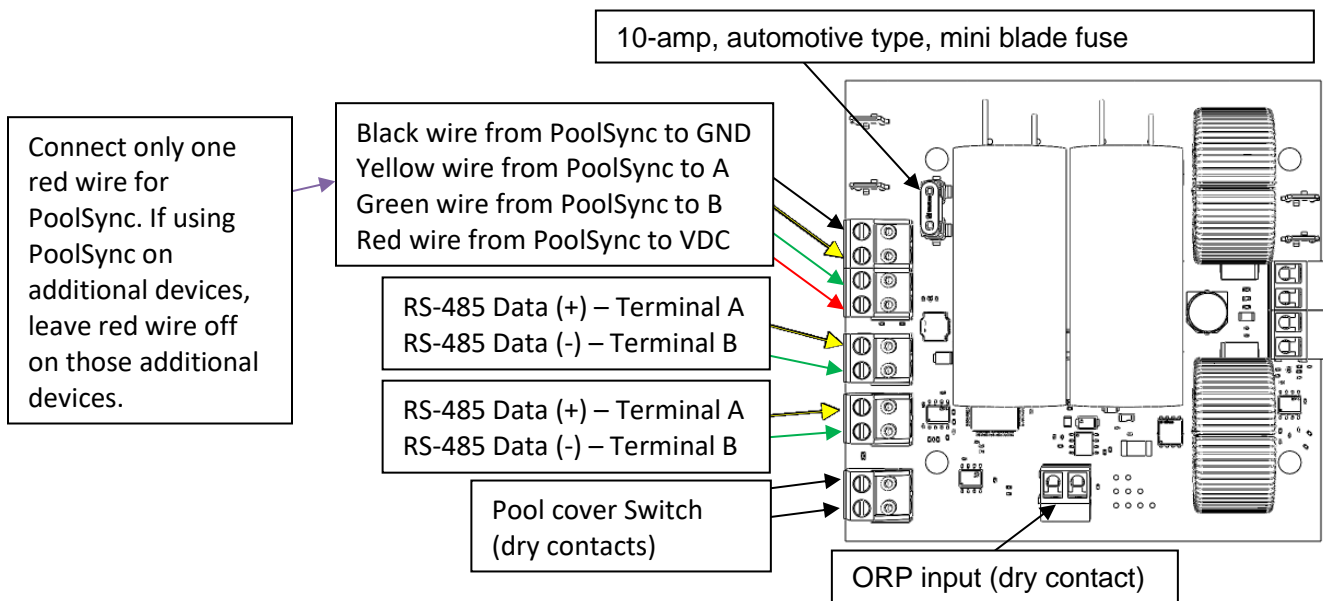 10-amp, automotive type, mini blade fuse
Connect only one
red wire for
PoolSync. If using
PoolSync on
additional devices,
leave red wire off
on those additional
devices.
Black wire from PoolSync to GND
Yellow wire from PoolSync to A
Green wire from PoolSync to B
Red wire from PoolSync to VDC
RS-485 Data (+) – Terminal A
RS-485 Data (-) – Terminal B
RS-485 Data (+) – Terminal A
RS-485 Data (-) – Terminal B
Pool cover Switch
(dry contacts)
ORP input (dry contact)